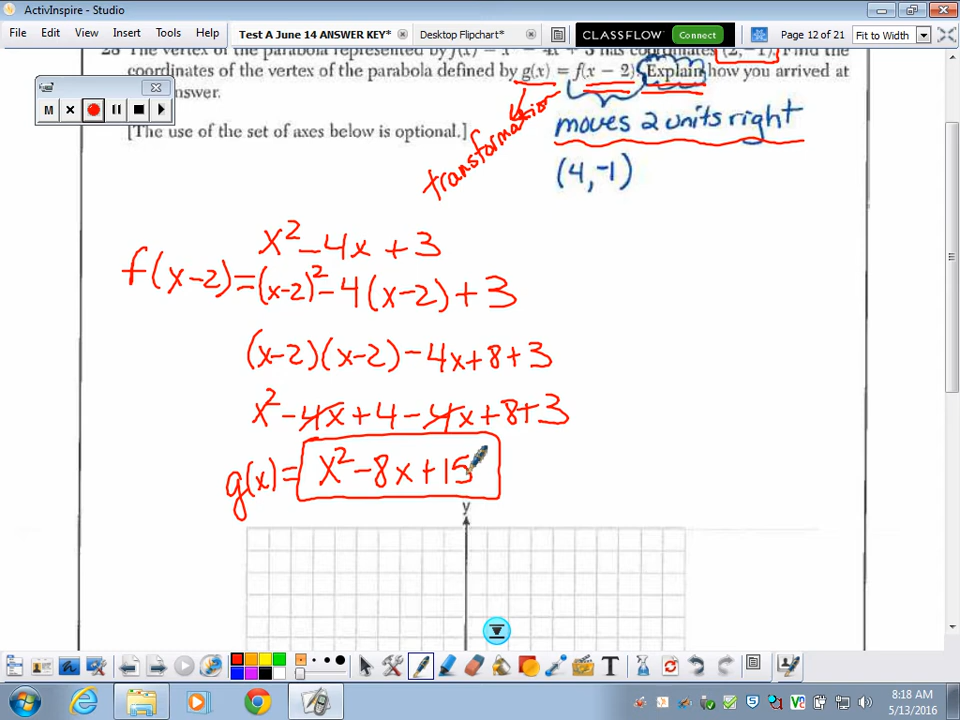 ActivInspire - Studio
File Edit View Insert Tools Help
Test A June 14 ANSWER KEY*
Desktop Flipchart*
CLASSFLOW Connect
Page 12 of 21
Fit to Width
28 The vertex of the parabola represented by f(x) = x − 4x + 3 has coordinates (2,−1). Find the
coordinates of the vertex of the parabola defined by g(x) = f(x − 2). Explain how you arrived at
answer.
[The use of the set of axes below is optional.]
M
transformation
moves 2 units right
(4,-1)
x² - 4x + 3
f(x-2) = (x-2)² - 4(x-2) + 3
(x-2)(x-2) - 4x + 8 + 3
x² - 4x + 4 - 4x + 8 + 3
g(x) = x² - 8x + 15
y
T
8:18 AM
5/13/2016